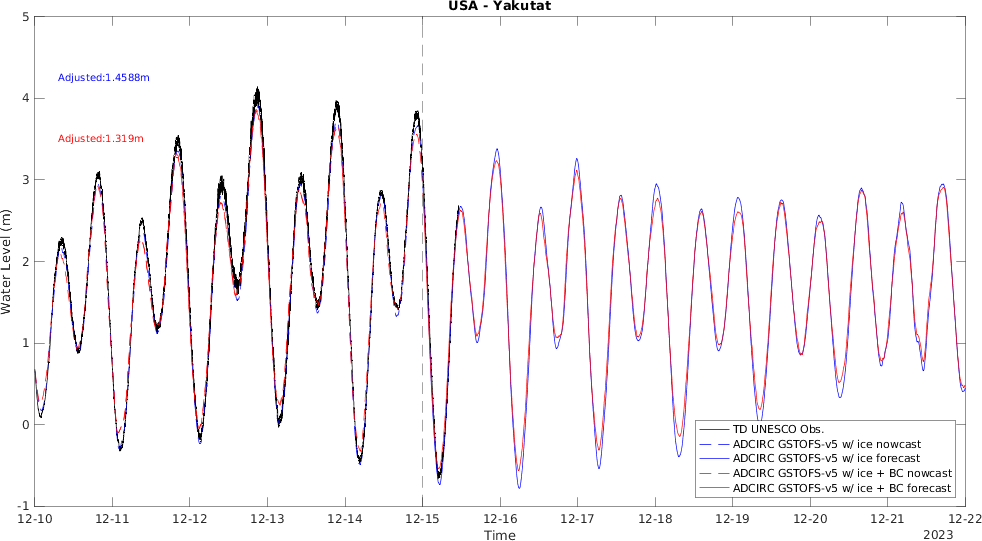 USA - Yakutat
5
4
3
2
1
0
-1
Water Level (m)
Adjusted:1.4588m
Adjusted:1.319m
TD UNESCO Obs.
ADCIRC GSTOFS-v5 w/ ice nowcast
ADCIRC GSTOFS-v5 w/ ice forecast
ADCIRC GSTOFS-v5 w/ ice + BC nowcast
ADCIRC GSTOFS-v5 w/ ice + BC forecast
12-10 12-11 12-12 12-13 12-14 12-15 12-16 12-17 12-18 12-19 12-20 12-21 12-22
Time
2023